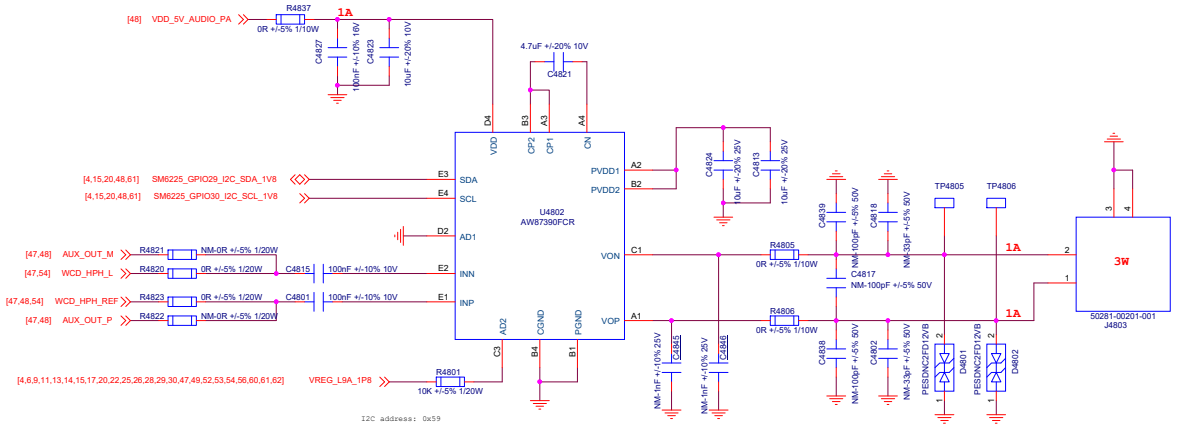 R4837
[48] VDD_5V_AUDIO_PA
1A
0R +/-5% 1/10W
C4827
100nF +/-10% 16V
C4823
10uF +/-20% 10V
4.7uF +/-20% 10V
C4821
D4
B3
A3
A4
VDD
CP2
CP1
CN
C4824
10uF +/-20% 25V
C4813
10uF +/-20% 25V
PVDD1
A2
PVDD2
B2
[4,15,20,48,61] SM6225_GPIO29_I2C_SDA_1V8
E3
SDA
[4,15,20,48,61] SM6225_GPIO30_I2C_SCL_1V8
E4
SCL
U4802
AW87390FCR
TP4805
TP4806
C4839
NM-100pF +/-5% 50V
C4818
NM-33pF +/-5% 50V
3
4
D2
AD1
[47,48] AUX_OUT_M
R4821
NM-0R +/-5% 1/20W
[47,54] WCD_HPH_L
R4820
0R +/-5% 1/20W
C4815
100nF +/-10% 10V
E2
INN
VON
C1
R4805
0R +/-5% 1/10W
1A
2
3W
C4817
NM-100pF +/-5% 50V
1
[47,48,54] WCD_HPH_REF
R4823
0R +/-5% 1/20W
C4801
100nF +/-10% 10V
E1
INP
[47,48] AUX_OUT_P
R4822
NM-0R +/-5% 1/20W
VOP
A1
R4806
0R +/-5% 1/10W
1A
50281-00201-001
J4803
AD2
CGND
PGND
C3
B4
B1
C4845
NM-1nF +/-10% 25V
C4846
NM-1nF +/-10% 25V
C4838
NM-100pF +/-5% 50V
C4802
NM-33pF +/-5% 50V
PESDNC2FD12VB
2
1
D4801
PESDNC2FD12VB
2
1
D4802
[4,6,9,11,13,14,15,17,20,22,25,26,28,29,30,47,49,52,53,54,56,60,61,62] VREG_L9A_1P8
R4801
10K +/-5% 1/20W
I2C address: 0x59